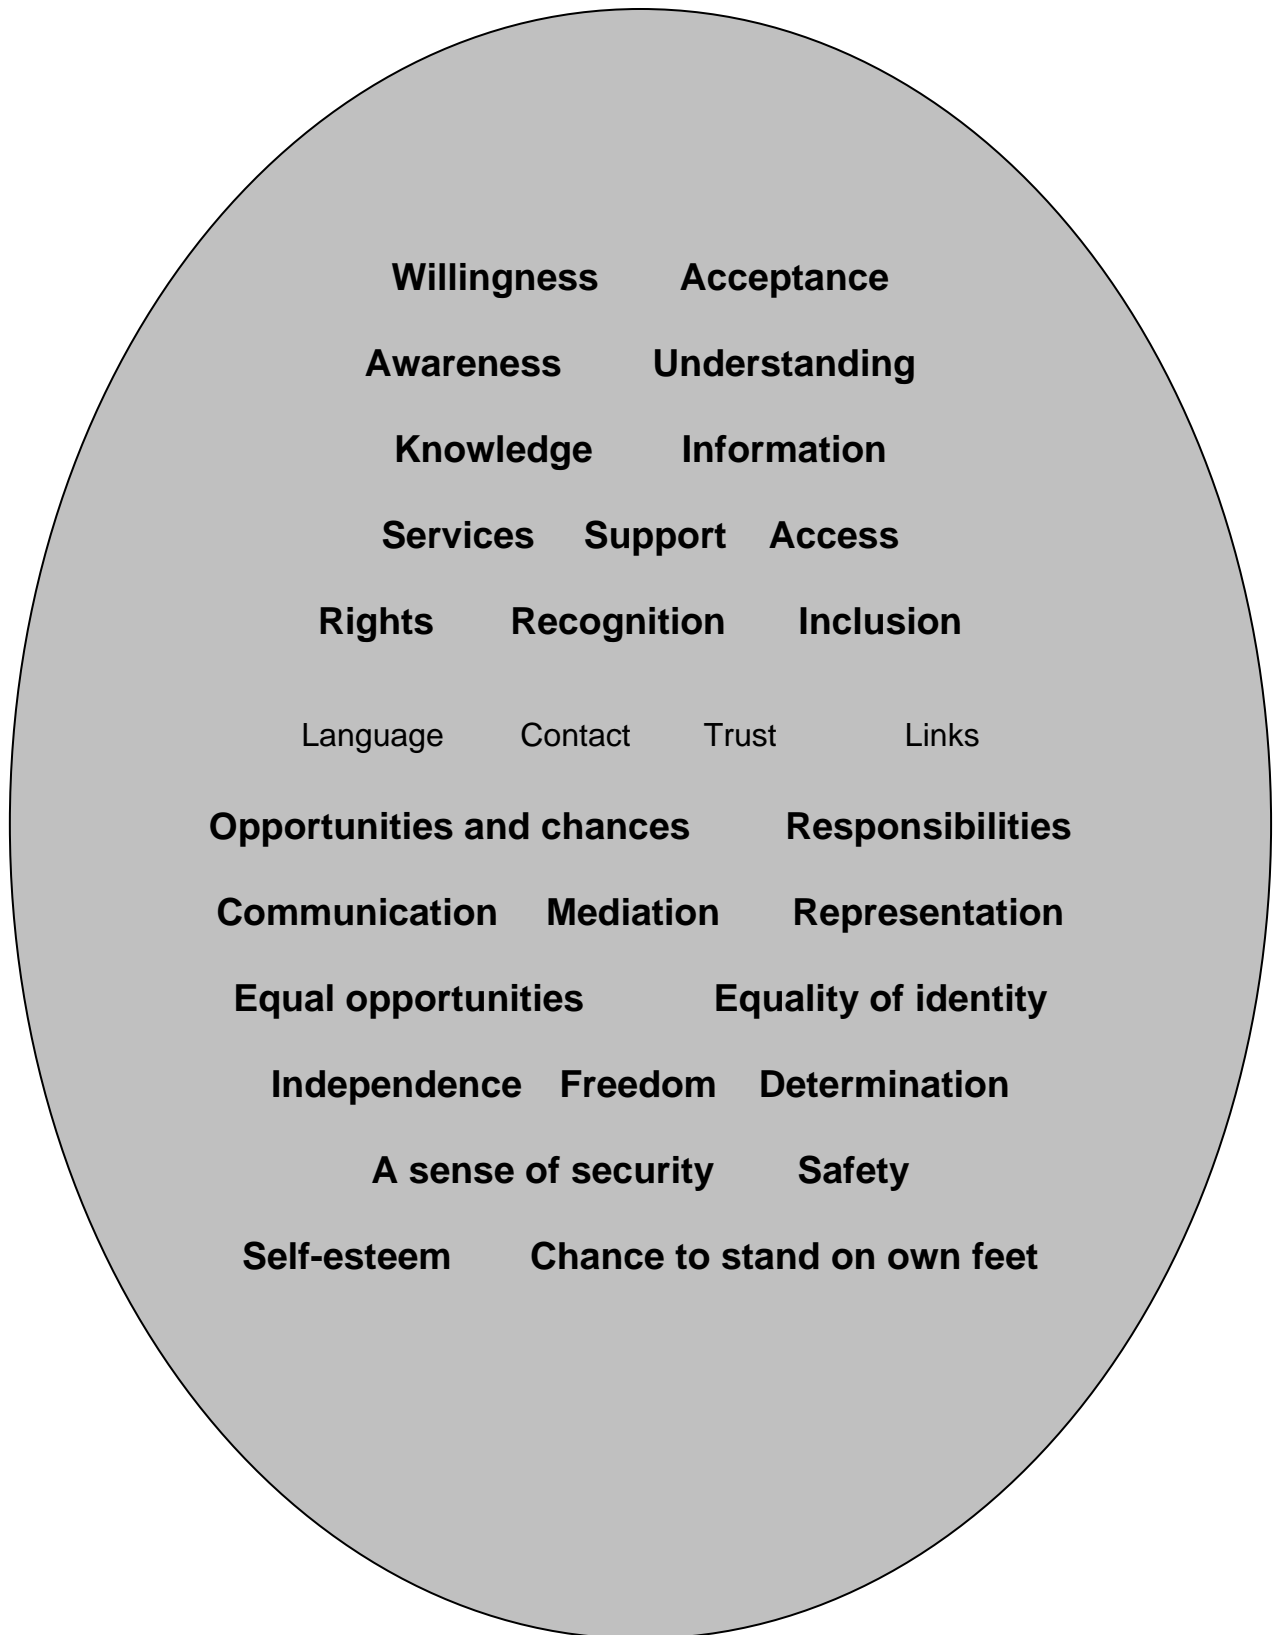 Willingness Acceptance
Awareness Understanding
Knowledge Information
Services Support Access
Rights Recognition Inclusion
Language Contact Trust Links
Opportunities and chances Responsibilities
Communication Mediation Representation
Equal opportunities Equality of identity
Independence Freedom Determination
A sense of security Safety
Self-esteem Chance to stand on own feet